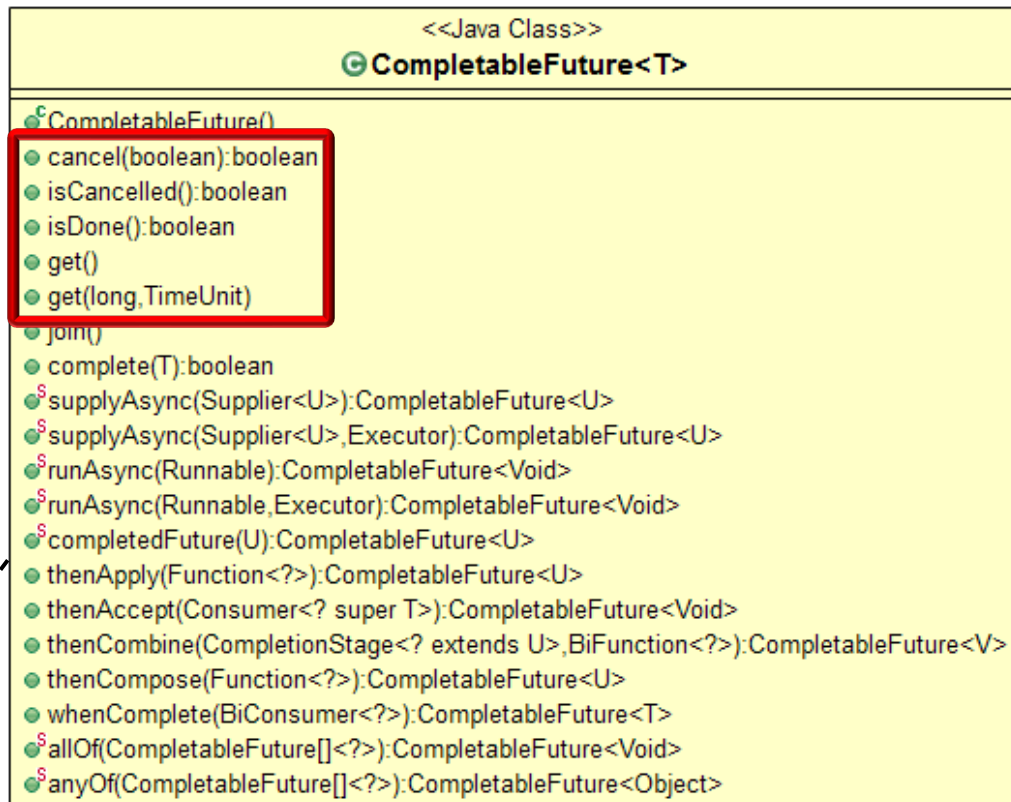 <<Java Class>>
CompletableFuture<T>
CompletableFuture()
cancel(boolean):boolean
isCancelled():boolean
isDone():boolean
get()
get(long,TimeUnit)
join()
complete(T):boolean
supplyAsync(Supplier<U>):CompletableFuture<U>
supplyAsync(Supplier<U>,Executor):CompletableFuture<U>
runAsync(Runnable):CompletableFuture<Void>
runAsync(Runnable,Executor):CompletableFuture<Void>
completedFuture(U):CompletableFuture<U>
thenApply(Function<?>):CompletableFuture<U>
thenAccept(Consumer<? super T>):CompletableFuture<Void>
thenCombine(CompletionStage<? extends U>,BiFunction<?>):CompletableFuture<V>
thenCompose(Function<?>):CompletableFuture<U>
whenComplete(BiConsumer<?>):CompletableFuture<T>
allOf(CompletableFuture[]<?>):CompletableFuture<Void>
anyOf(CompletableFuture[]<?>):CompletableFuture<Object>